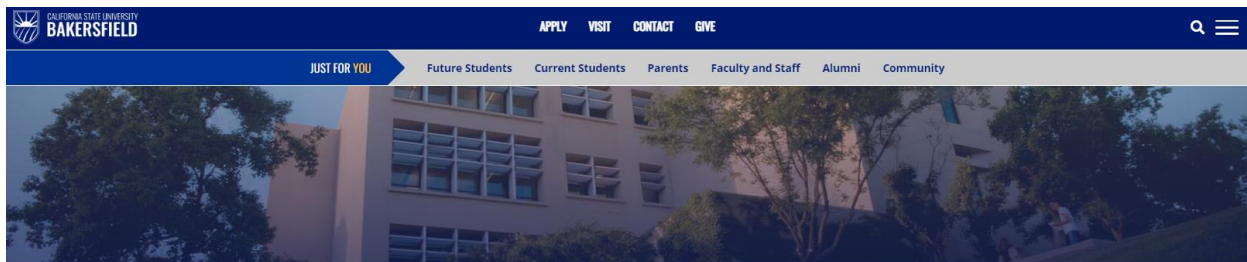 CALIFORNIA STATE UNIVERSITY
BAKERSFIELD
APPLY VISIT CONTACT GIVE
JUST FOR YOU
Future Students Current Students Parents Faculty and Staff Alumni Community